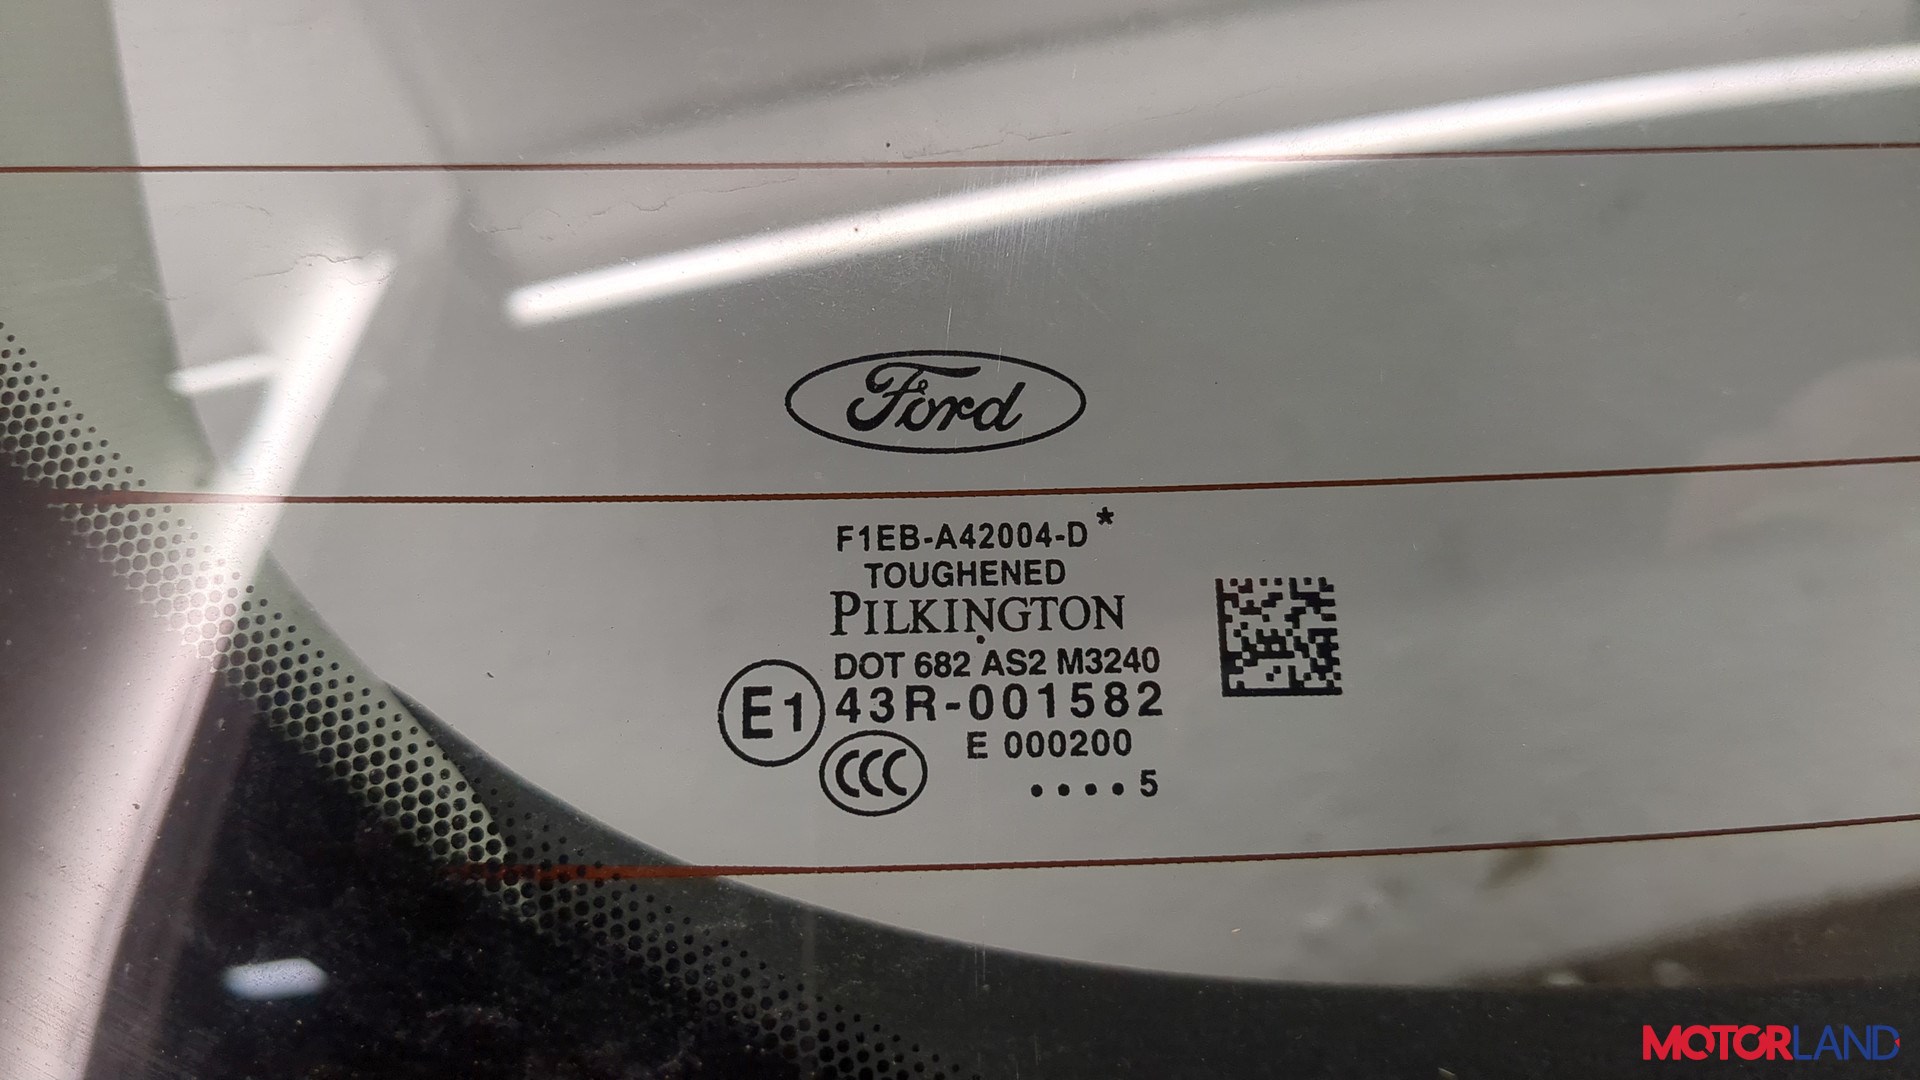 Ford
F1EB-A42004-D*
TOUGHENED
PILKINGTON
DOT 682 AS2 M3240
E1 43R-001582
E 000200
CCC
....5
MOTORLAND